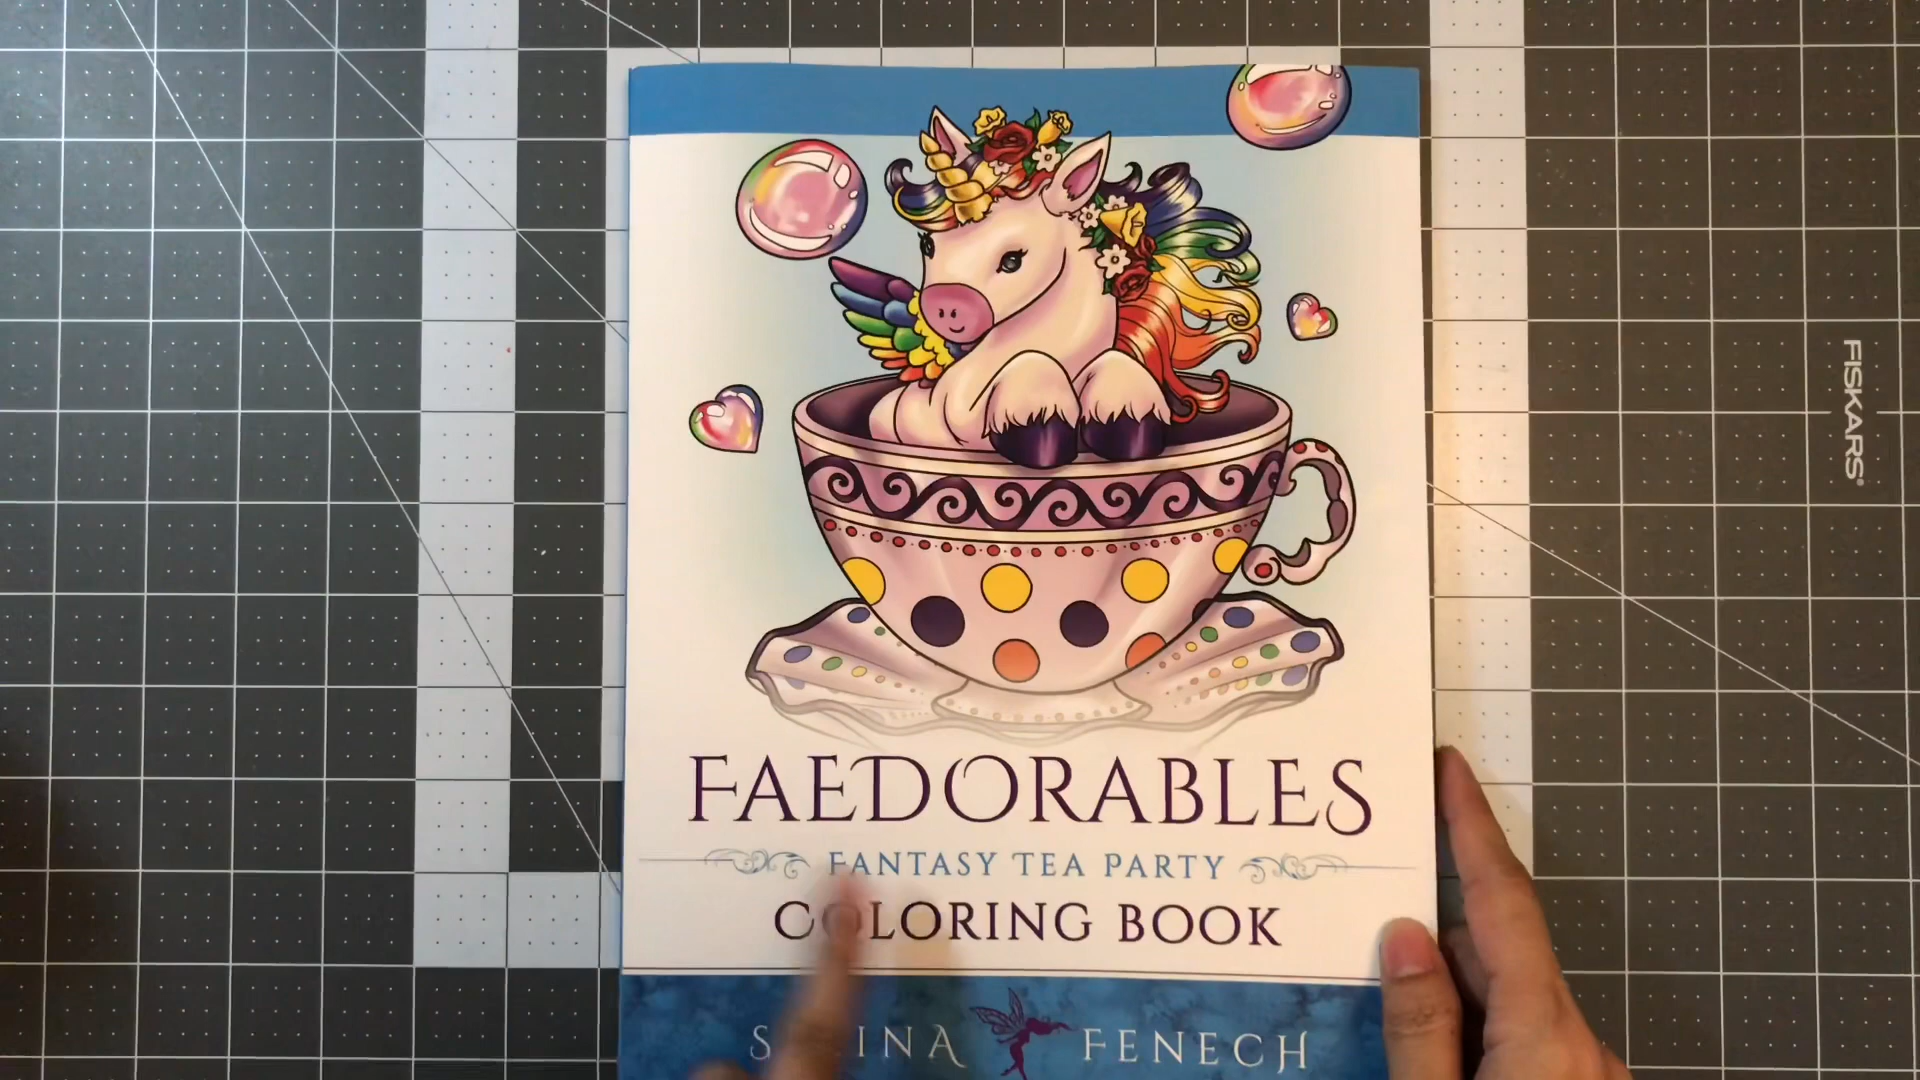 FAEDORABLES
FANTASY TEA PARTY
COLORING BOOK
FENECH
FISKARS